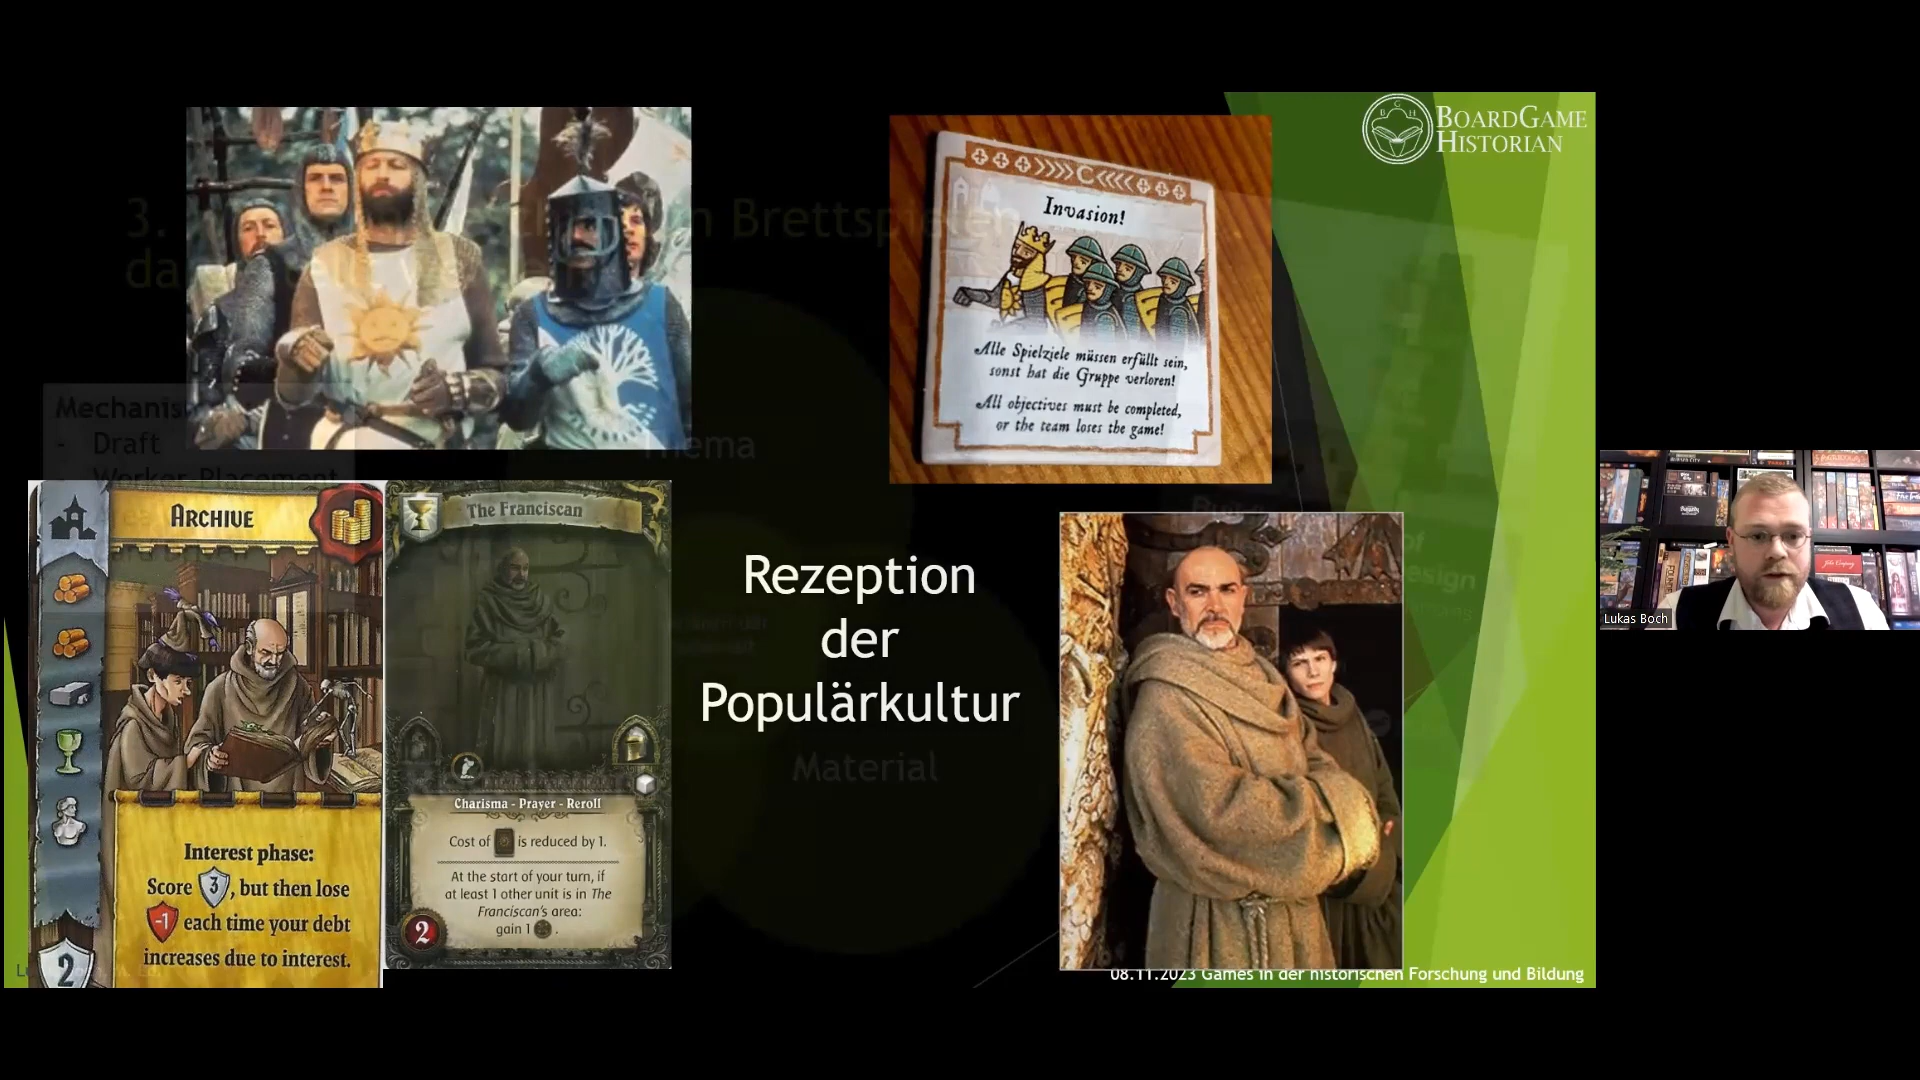 BOARDGAME
HISTORIAN
3.
Brettspielen
Invasion!
Alle Spielziele müssen erfüllt sein,
sonst hat die Gruppe verloren!
All objectives must be completed,
or the team loses the game!
Draft
Worker Placement
Thema
ARCHIVE
The Franciscan
Rezeption
der
Populärkultur
Material
Charisma - Prayer - Reroll
Cost of is reduced by 1.
At the start of your turn, if
at least 1 other unit is in The
Franciscan's area:
gain 1 .
2
Interest phase:
Score 3, but then lose
-1 each time your debt
increases due to interest.
2
08.11.2023 Games in der historischen Forschung und Bildung
Lukas Boch